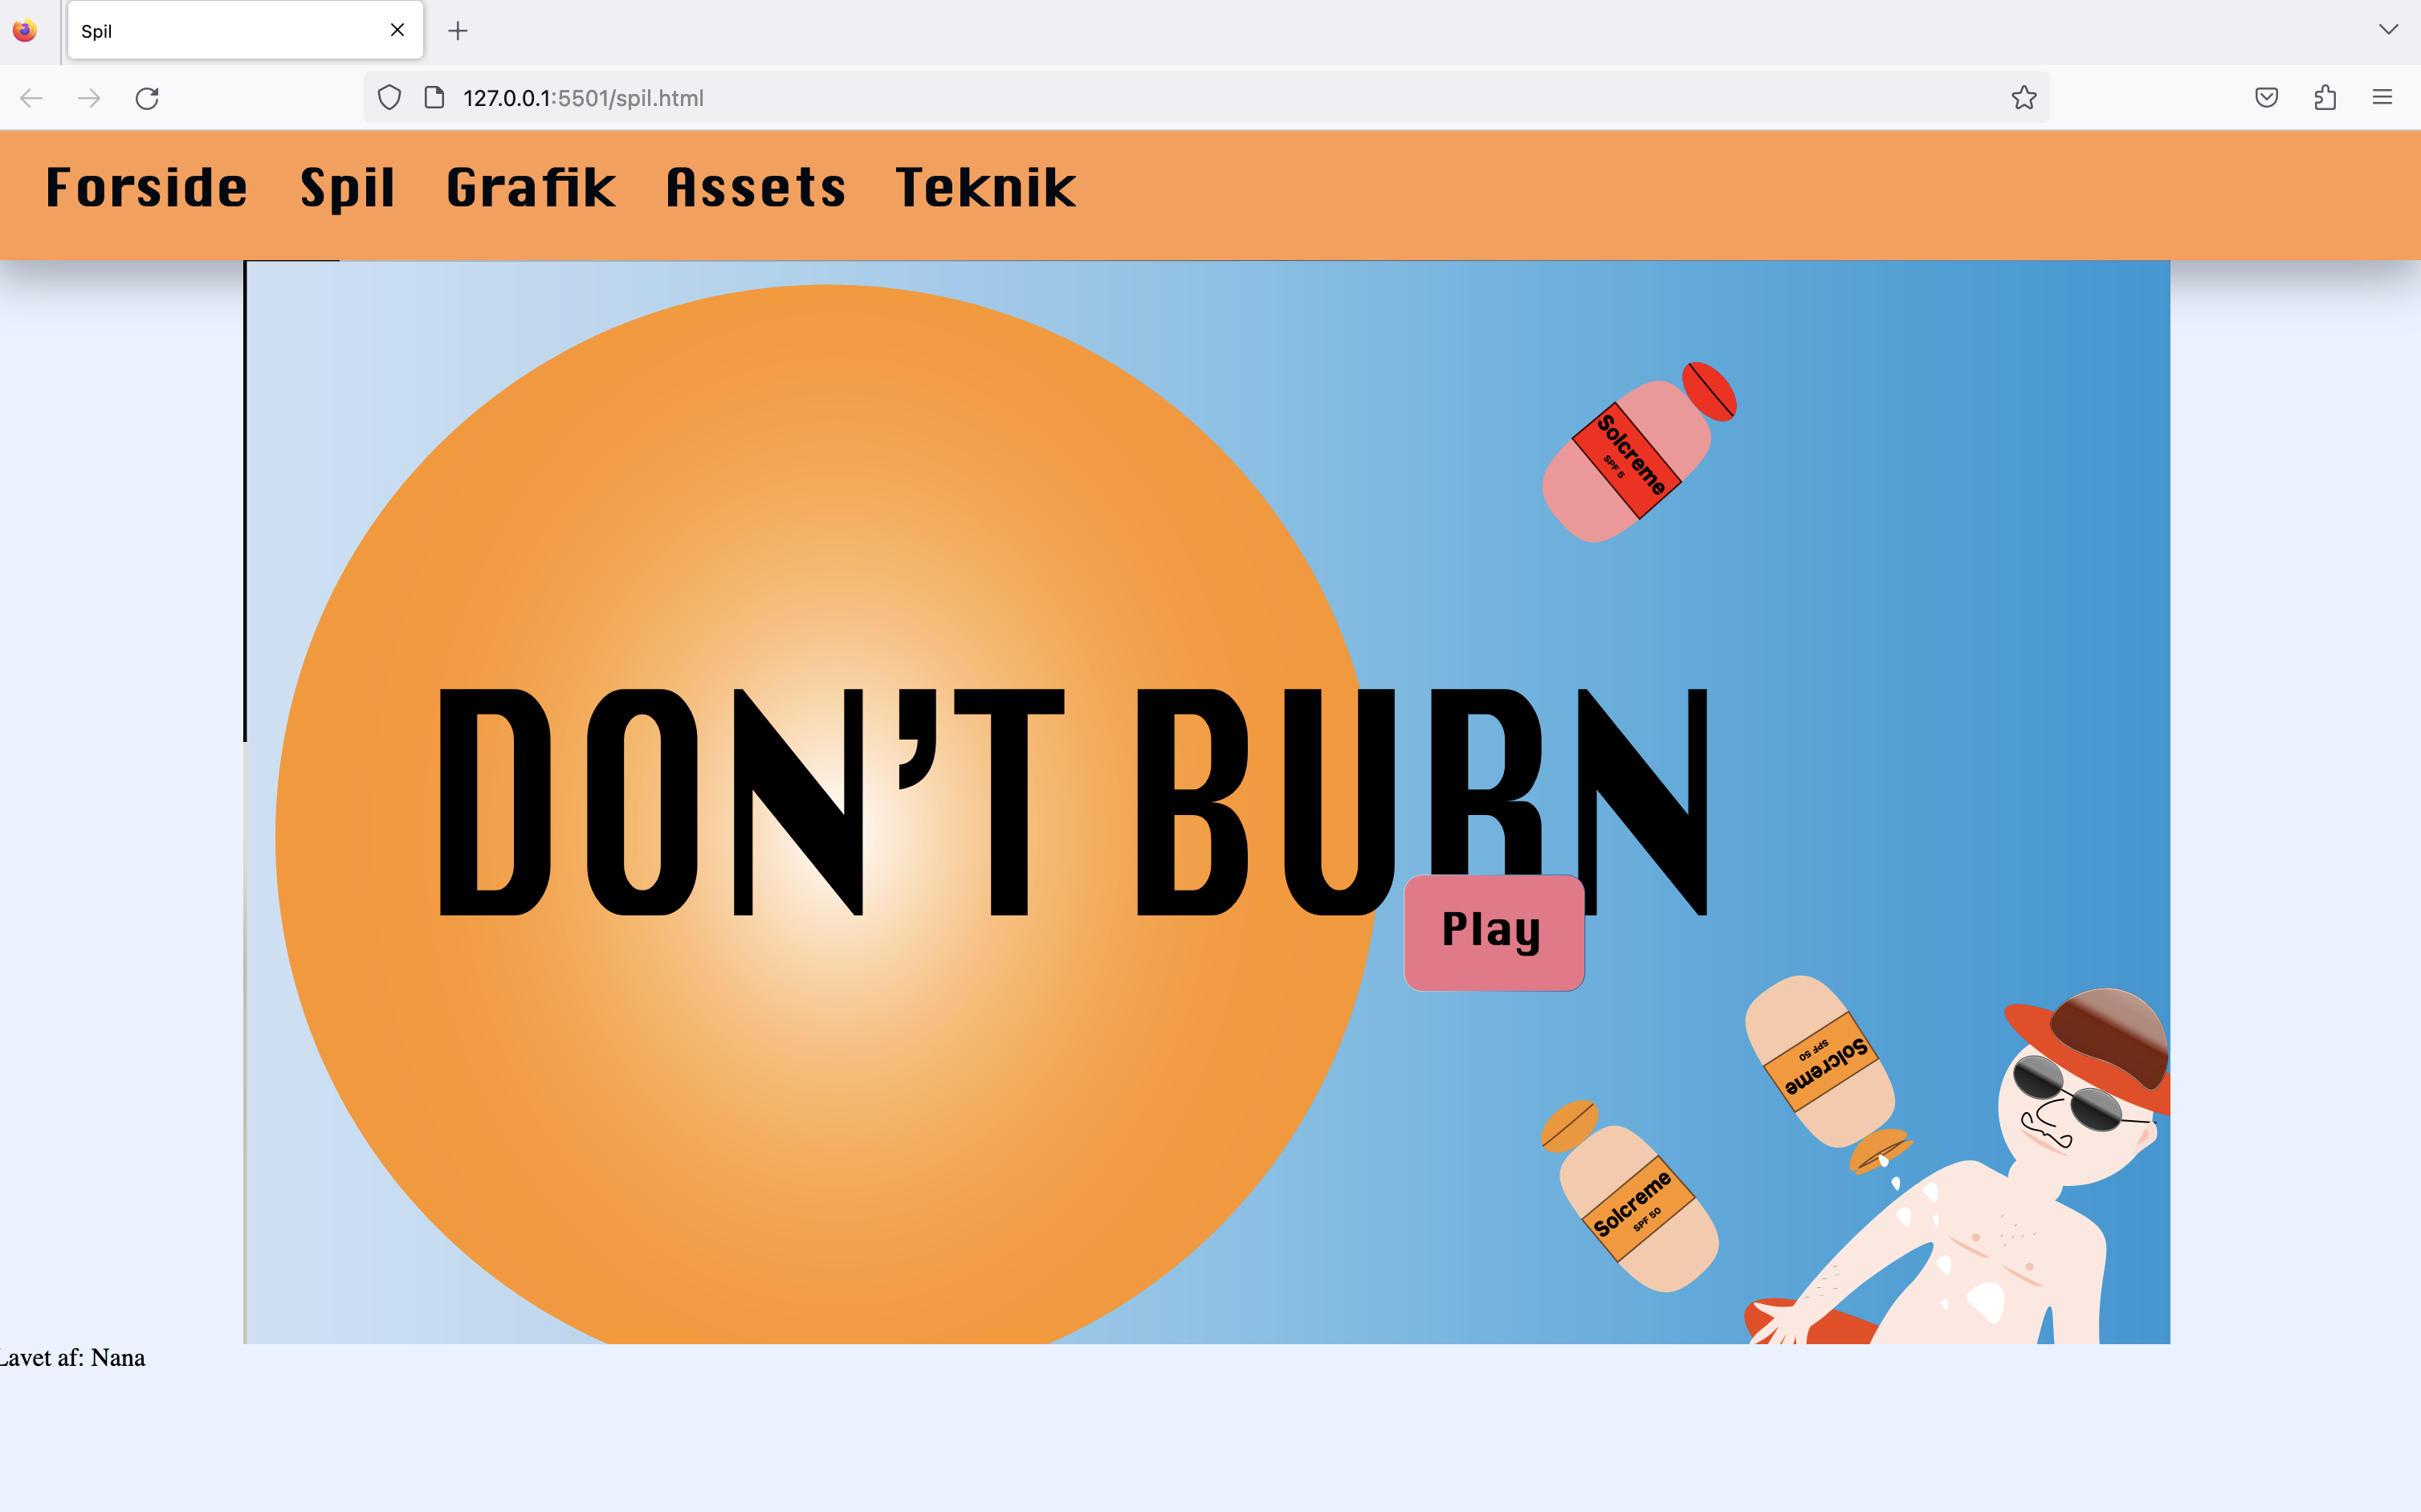 Spil
127.0.0.1:5501/spil.html
Forside Spil Grafik Assets Teknik
Solcreme
SPF 5
DON'T BURN
Play
Solcreme
SPF 50
Solcreme
SPF 50
Lavet af: Nana